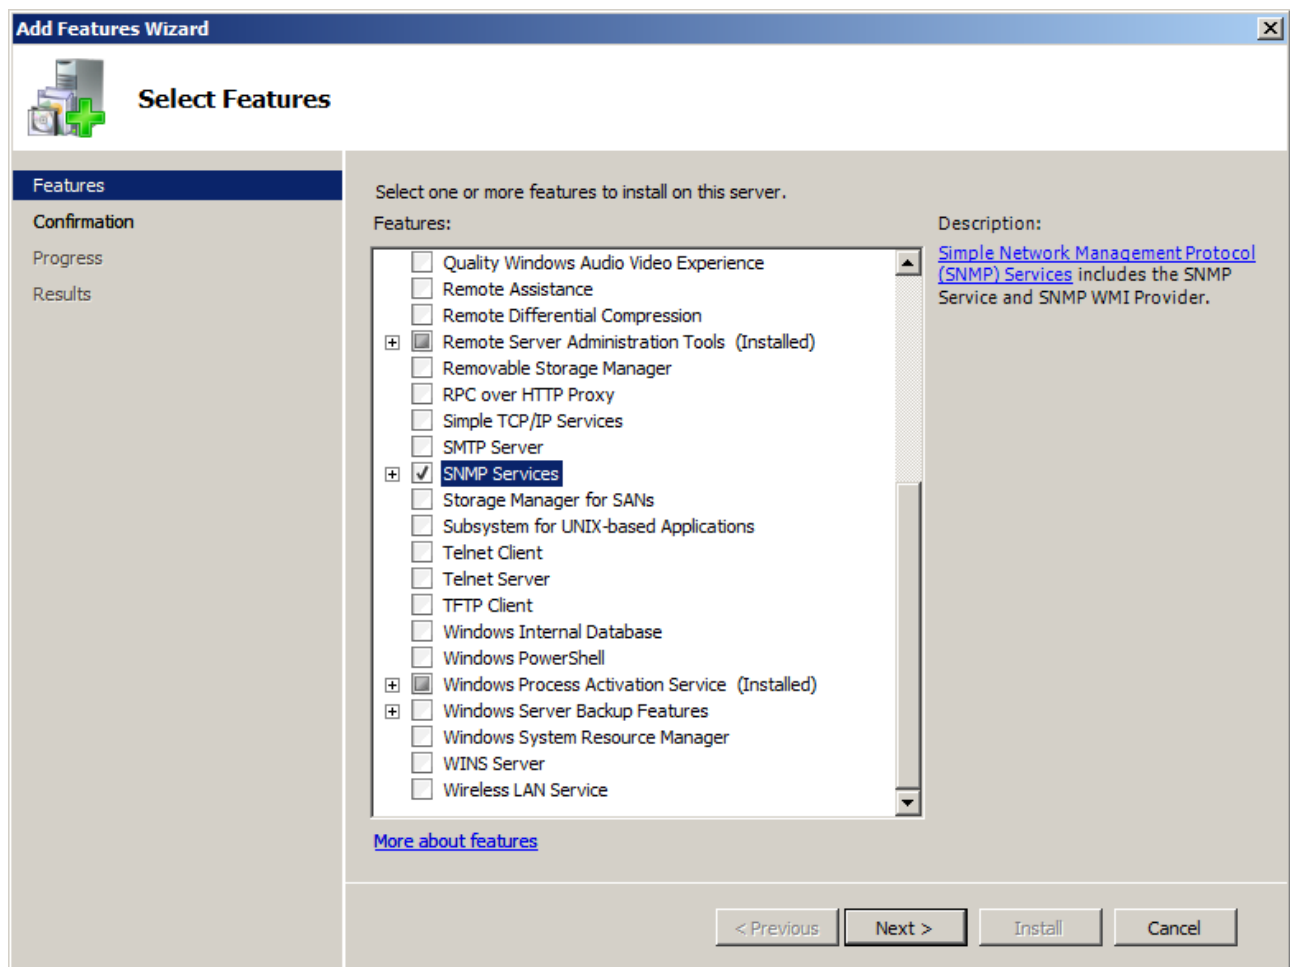 Add Features Wizard
Select Features
Features
Confirmation
Progress
Results
Select one or more features to install on this server.
Features:
Quality Windows Audio Video Experience
Remote Assistance
Remote Differential Compression
Remote Server Administration Tools (Installed)
Removable Storage Manager
RPC over HTTP Proxy
Simple TCP/IP Services
SMTP Server
SNMP Services
Storage Manager for SANs
Subsystem for UNIX-based Applications
Telnet Client
Telnet Server
TFTP Client
Windows Internal Database
Windows PowerShell
Windows Process Activation Service (Installed)
Windows Server Backup Features
Windows System Resource Manager
WINS Server
Wireless LAN Service
More about features
Description:
Simple Network Management Protocol
(SNMP) Services includes the SNMP
Service and SNMP WMI Provider.
< Previous
Next >
Install
Cancel